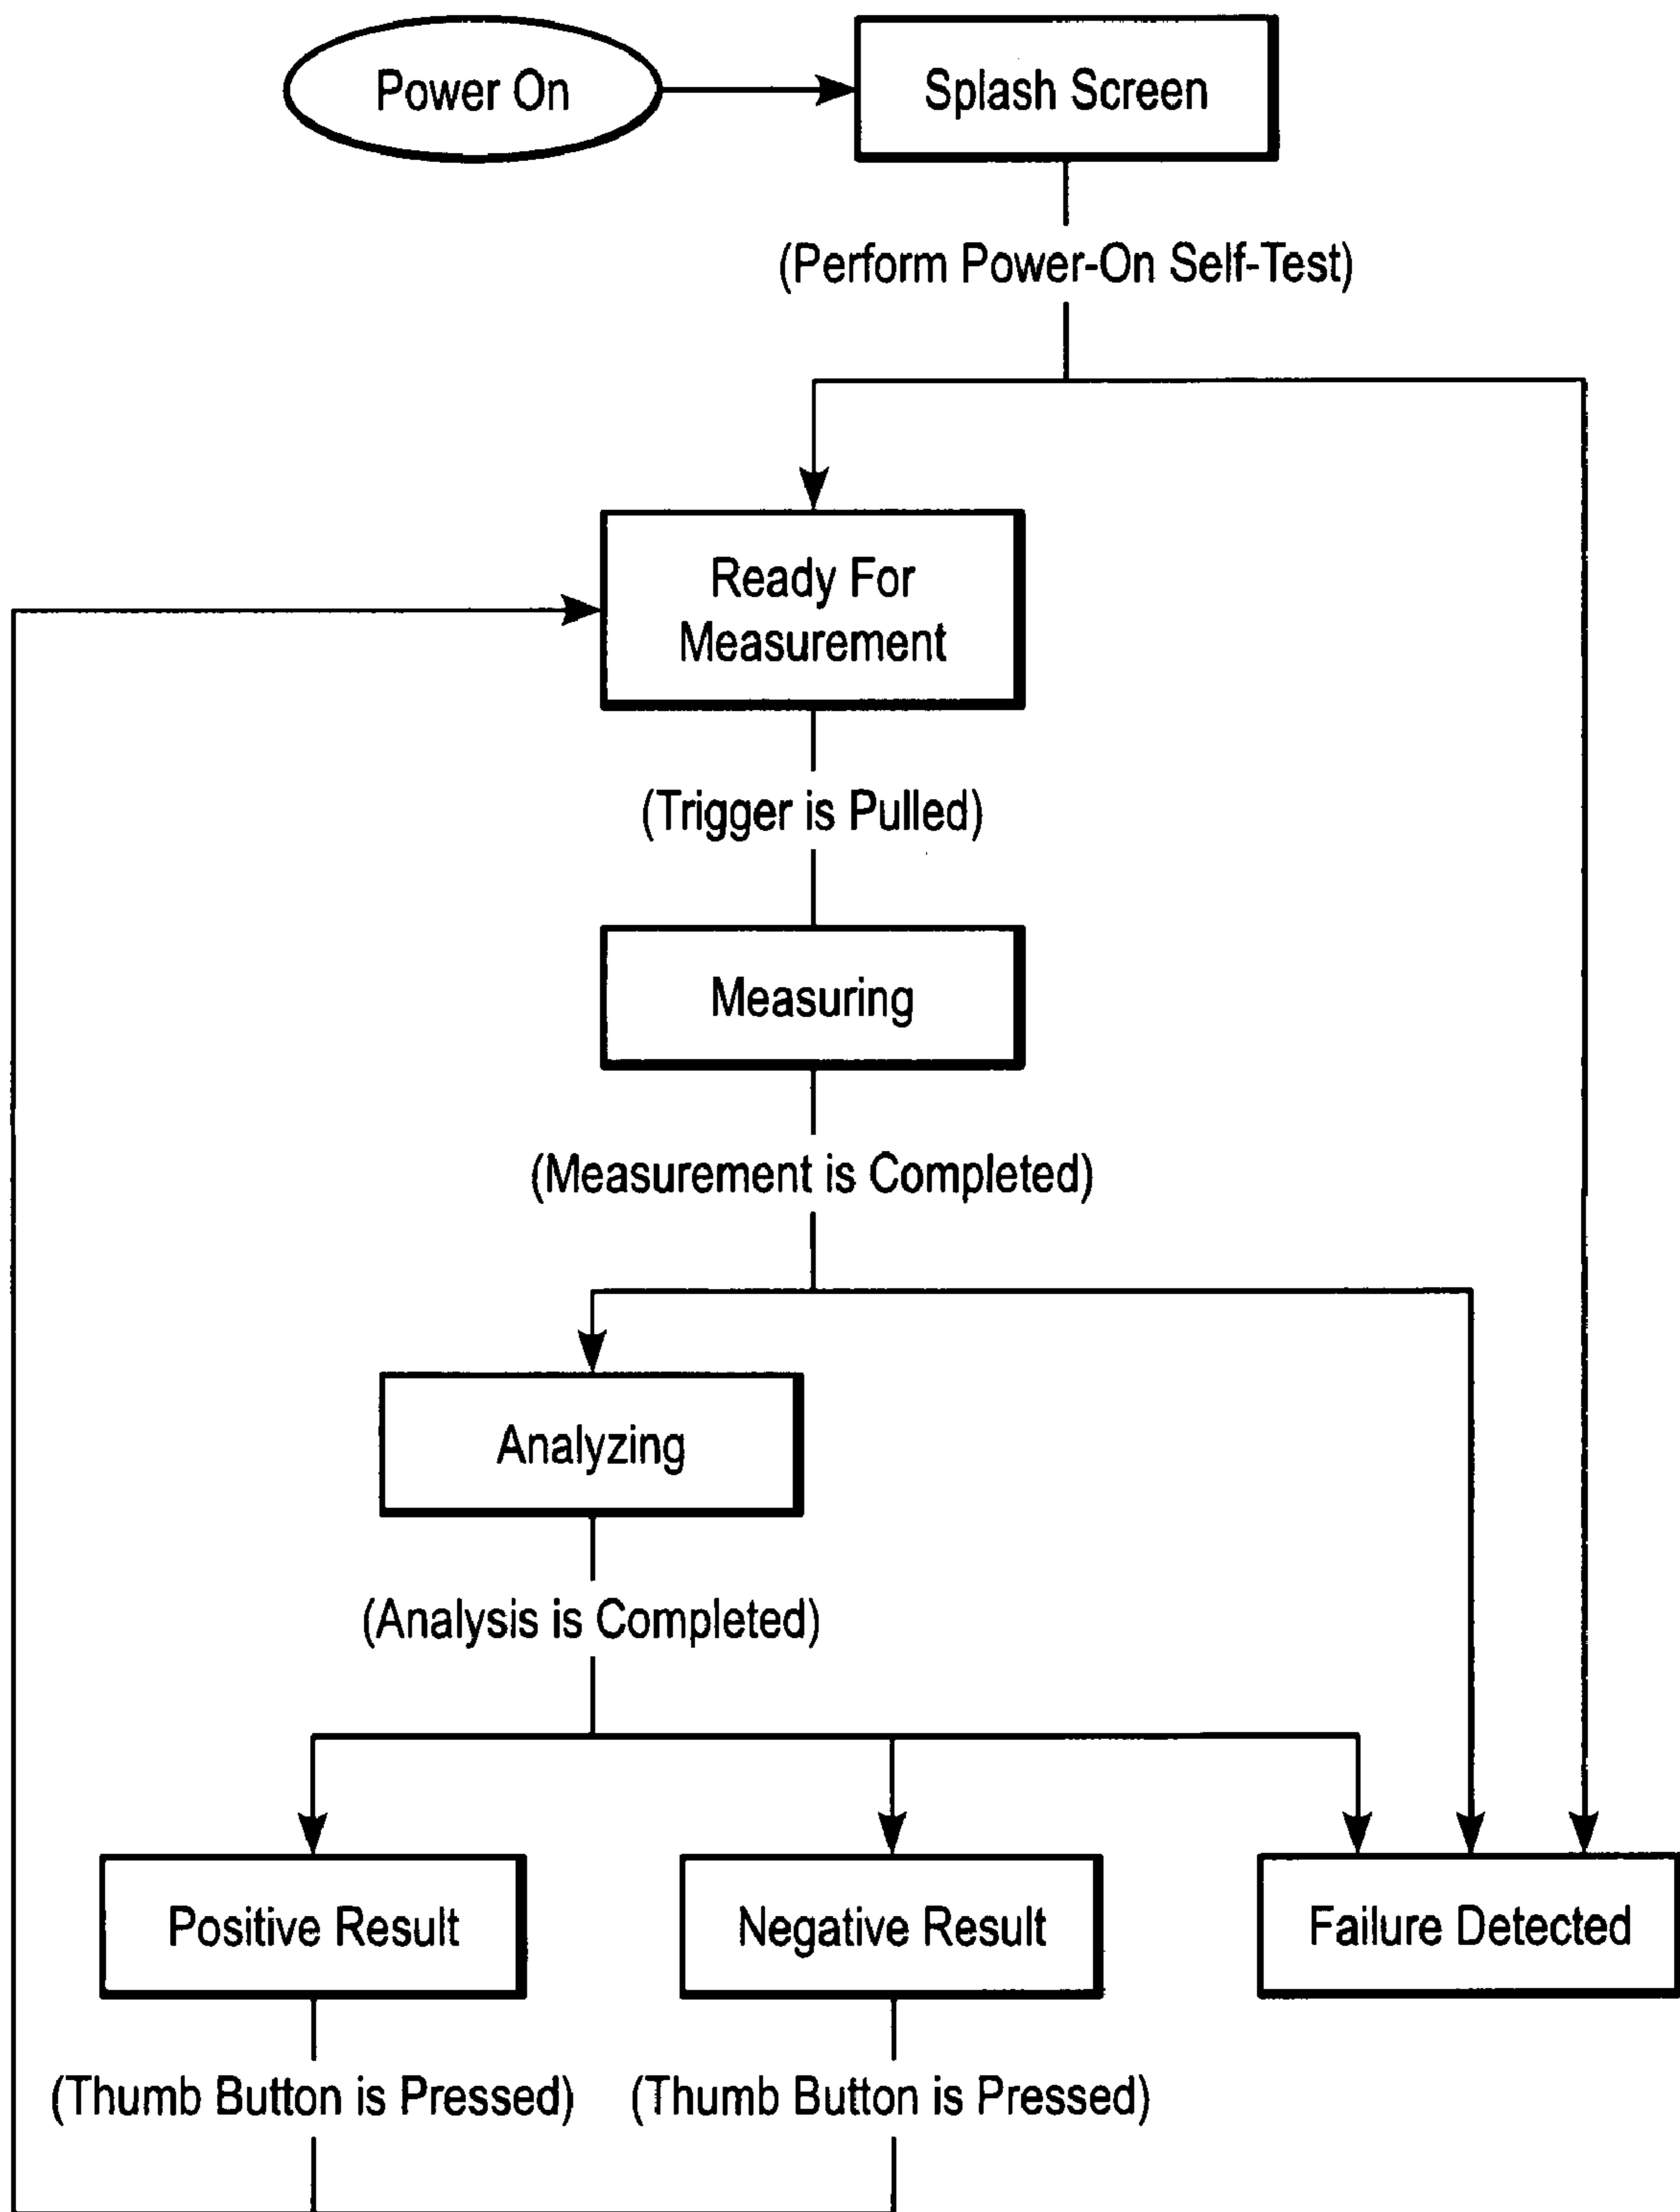 Power On
Splash Screen
(Perform Power-On Self-Test)
Ready For
Measurement
(Trigger is Pulled)
Measuring
(Measurement is Completed)
Analyzing
(Analysis is Completed)
Positive Result
Negative Result
Failure Detected
(Thumb Button is Pressed)
(Thumb Button is Pressed)